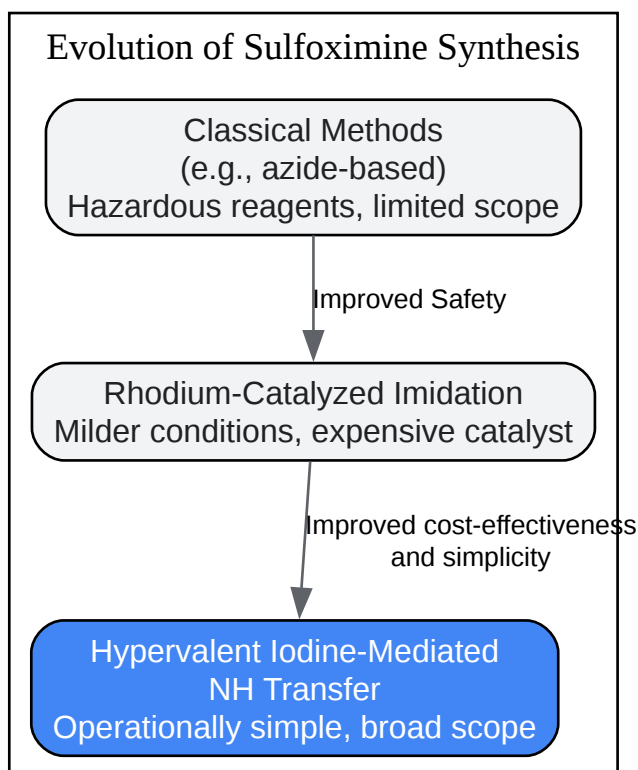 Evolution of Sulfoximine Synthesis
Classical Methods
(e.g., azide-based)
Hazardous reagents, limited scope
Improved Safety
Rhodium-Catalyzed Imidation
Milder conditions, expensive catalyst
Improved cost-effectiveness
and simplicity
Hypervalent Iodine-Mediated
NH Transfer
Operationally simple, broad scope